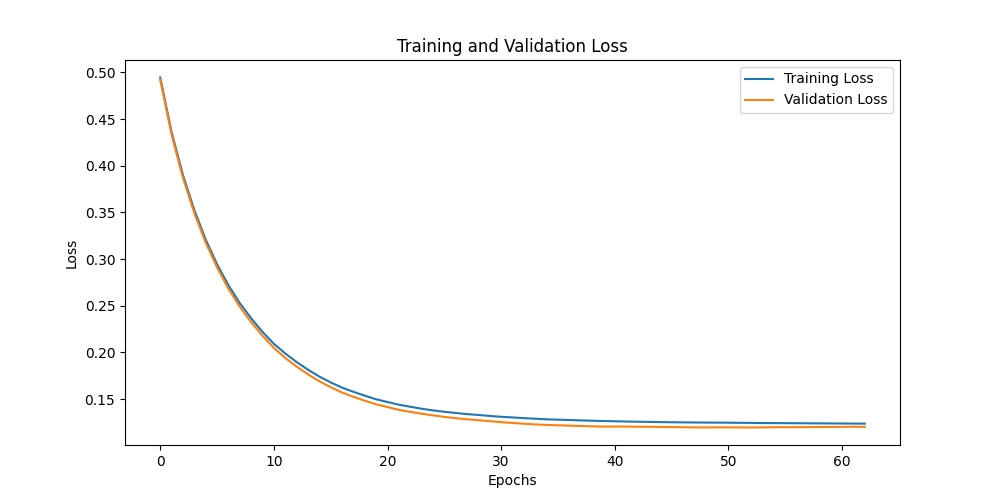 Training and Validation Loss
Training Loss
Validation Loss
0.50
0.45
0.40
0.35
0.30
0.25
0.20
0.15
Loss
0 10 20 30 40 50 60
Epochs